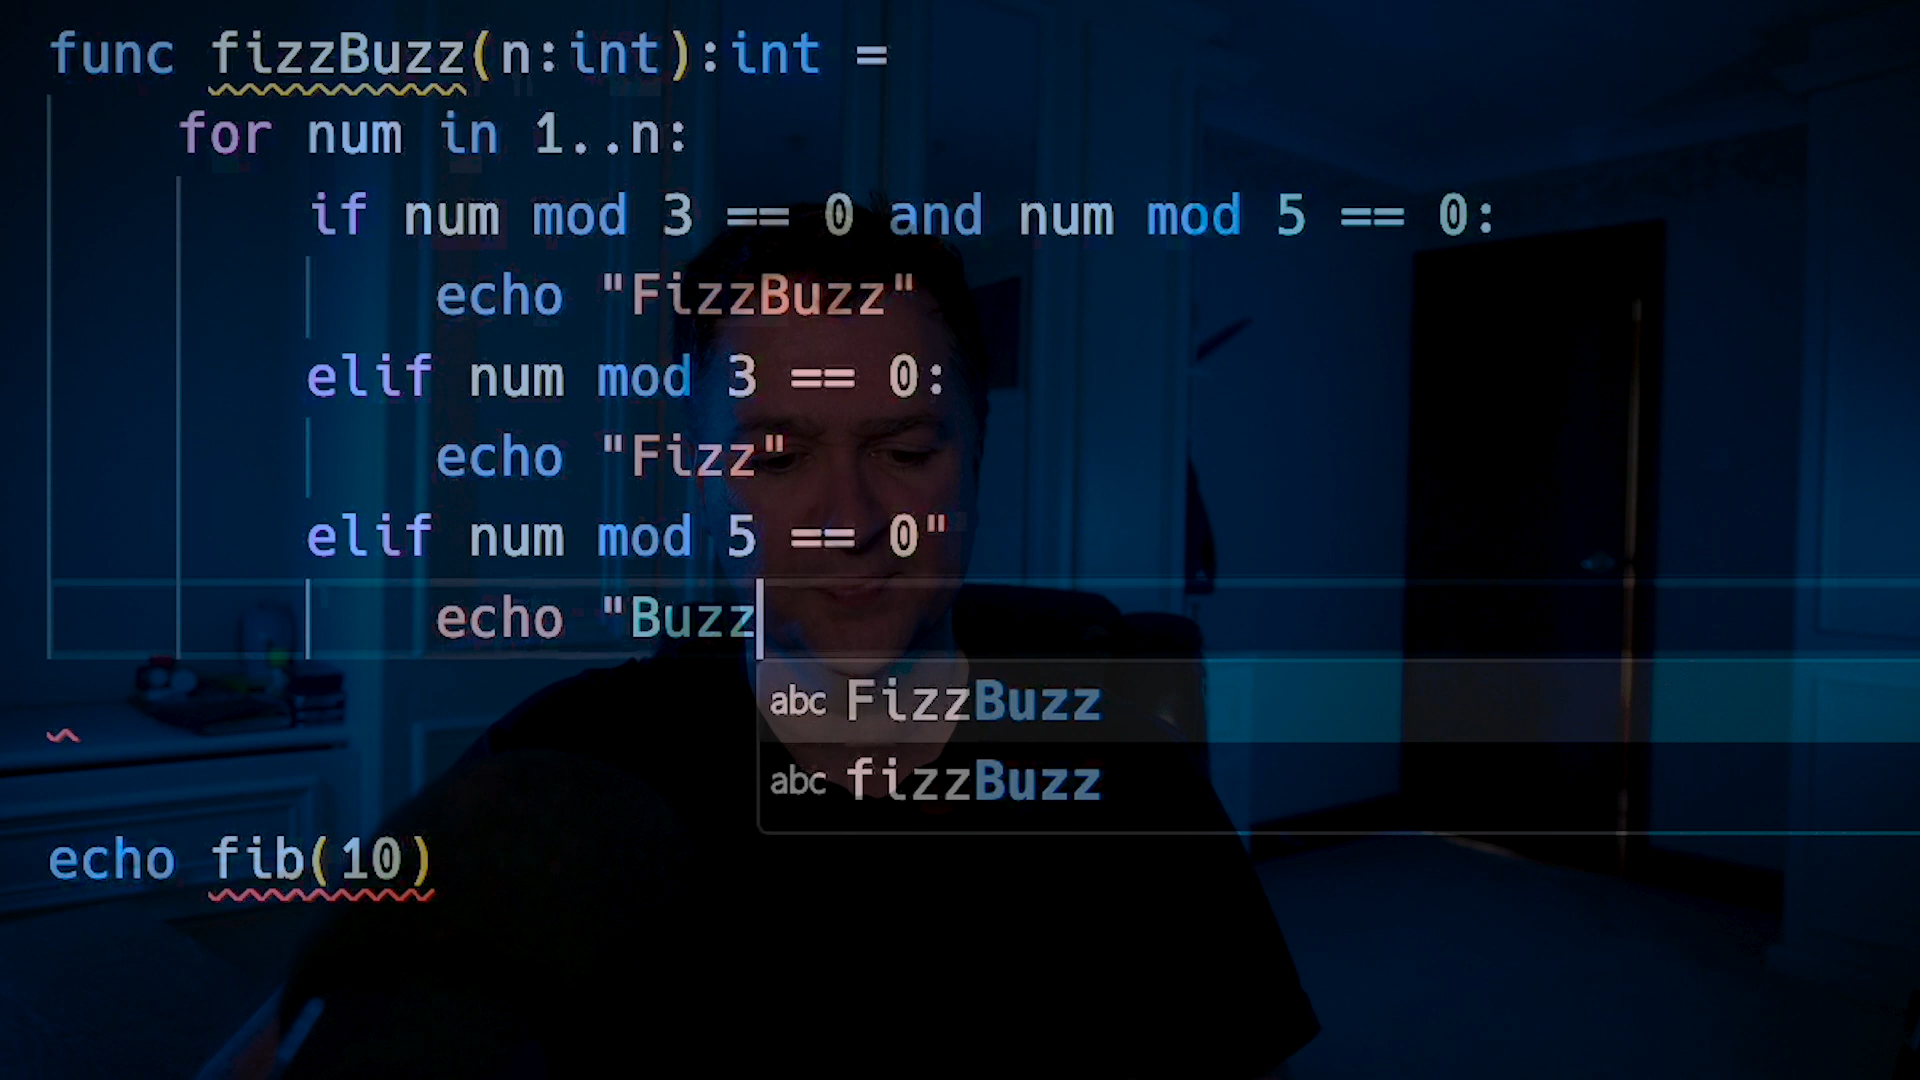 func fizzBuzz(n:int):int =
for num in 1..n:
if num mod 3 == 0 and num mod 5 == 0:
echo "FizzBuzz"
elif num mod 3 == 0:
echo "Fizz"
elif num mod 5 == 0"
echo "Buzz
abc FizzBuzz
abc fizzBuzz
echo fib(10)